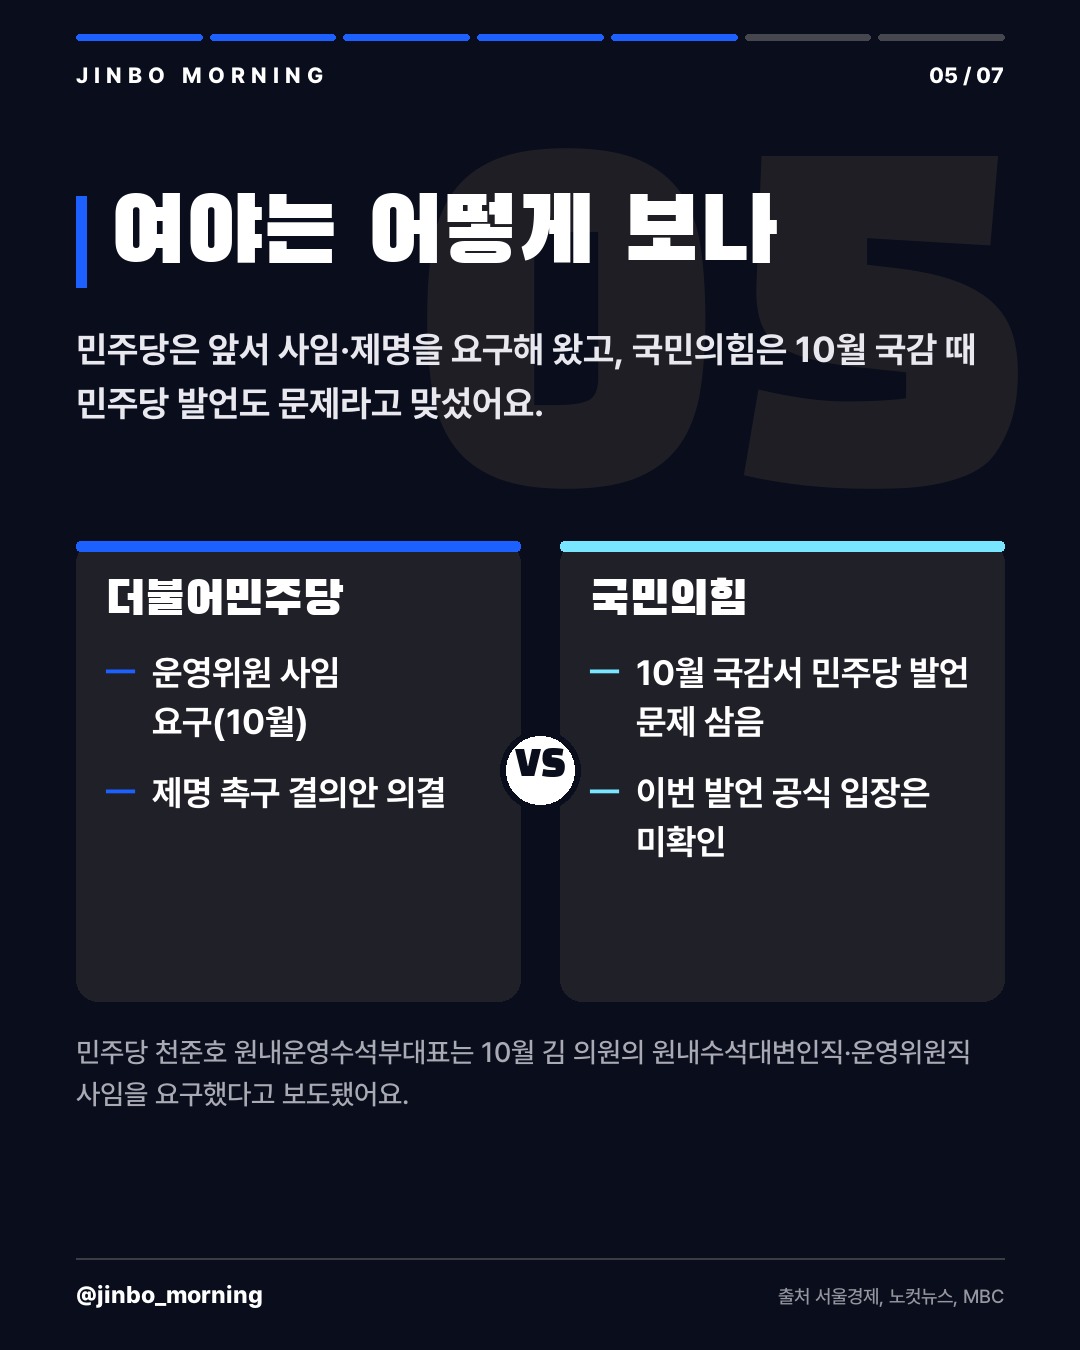 JINBO MORNING
05 / 07
05
여야는 어떻게 보나
민주당은 앞서 사임·제명을 요구해 왔고, 국민의힘은 10월 국감 때
민주당 발언도 문제라고 맞섰어요.
더불어민주당
운영위원 사임
요구(10월)
제명 촉구 결의안 의결
VS
국민의힘
10월 국감서 민주당 발언
문제 삼음
이번 발언 공식 입장은
미확인
민주당 천준호 원내운영수석부대표는 10월 김 의원의 원내수석대변인직·운영위원직
사임을 요구했다고 보도됐어요.
@jinbo_morning
출처 서울경제, 노컷뉴스, MBC